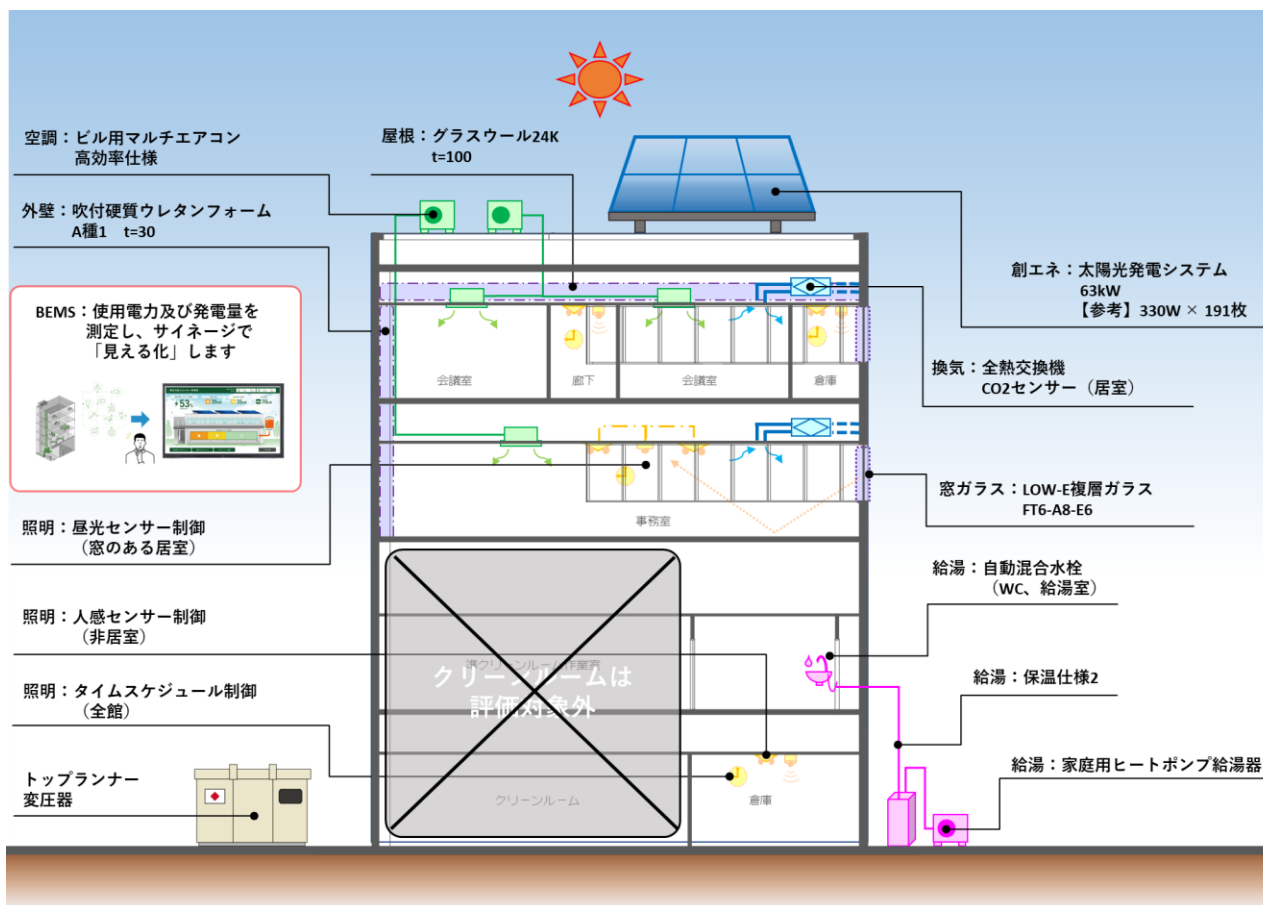 空調：ビル用マルチエアコン
高効率仕様
外壁：吹付硬質ウレタンフォーム
A種1　t=30
屋根：グラスウール24K
t=100
創エネ：太陽光発電システム
63kW
【参考】330W × 191枚
BEMS：使用電力及び発電量を
測定し、サイネージで
「見える化」します
53%
換気：全熱交換機
CO2センサー（居室）
会議室
廊下
会議室
倉庫
窓ガラス：LOW-E複層ガラス
FT6-A8-E6
事務室
照明：昼光センサー制御
（窓のある居室）
給湯：自動混合水栓
（WC、給湯室）
照明：人感センサー制御
（非居室）
準クリーンルーム作業室
クリーンルームは
評価対象外
給湯：保温仕様2
照明：タイムスケジュール制御
（全館）
給湯：家庭用ヒートポンプ給湯器
トップランナー
変圧器
クリーンルーム
倉庫